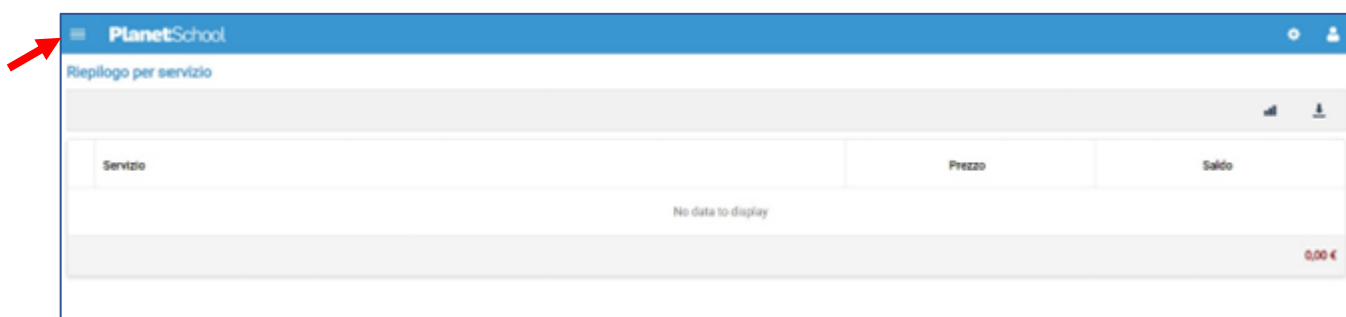 PlanetSchool
Riepilogo per servizio
Servizio Prezzo Saldo
No data to display
0,00 €